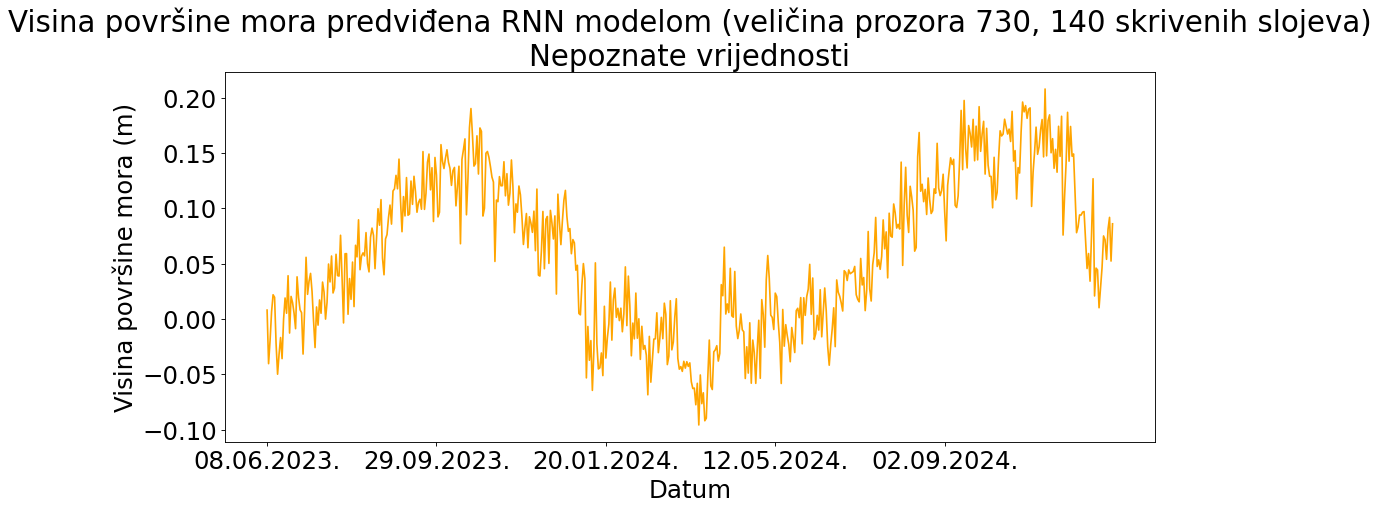 Visina površine mora predviđena RNN modelom (veličina prozora 730, 140 skrivenih slojeva)
Nepoznate vrijednosti
Visina površine mora (m)
0.20
0.15
0.10
0.05
0.00
−0.05
−0.10
08.06.2023. 29.09.2023. 20.01.2024. 12.05.2024. 02.09.2024.
Datum